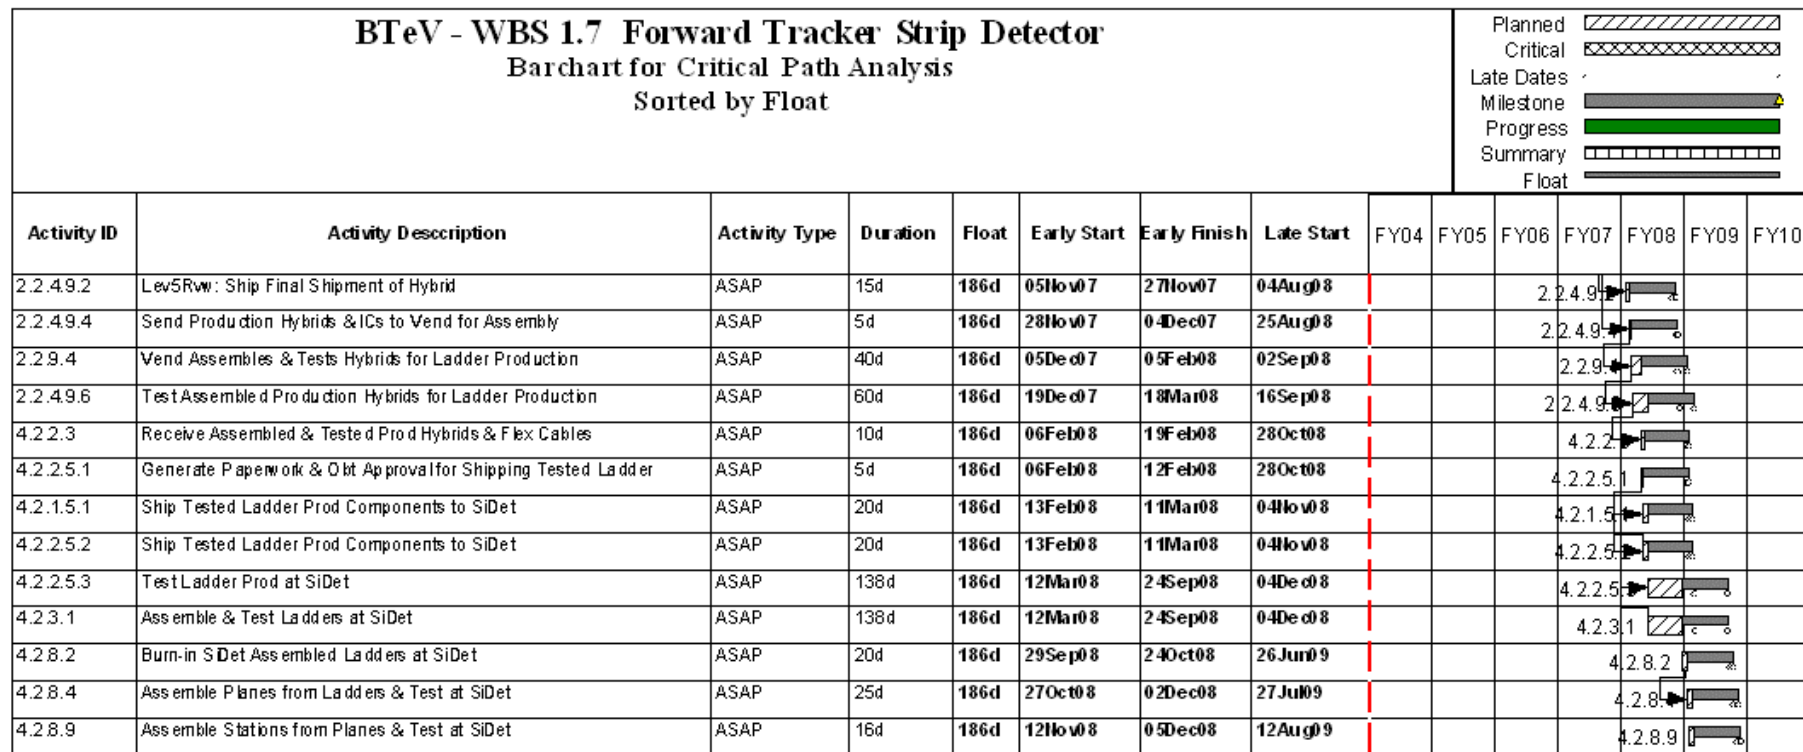 BTeV - WBS 1.7 Forward Tracker Strip Detector
Barchart for Critical Path Analysis
Sorted by Float
Planned
Critical
Late Dates
Milestone
Progress
Summary
Float
Activity ID Activity Desccription Activity Type Duration Float Early Start Early Finish Late Start FY04 FY05 FY06 FY07 FY08 FY09 FY10
2.2.4.9.2 Lev5Rvw: Ship Final Shipment of Hybrid ASAP 15d 186d 05Nov07 27Nov07 04Aug08 2.2.4.9.2
2.2.4.9.4 Send Production Hybrids & ICs to Vend for Assembly ASAP 5d 186d 28Nov07 04Dec07 25Aug08 2.2.4.9.4
2.2.9.4 Vend Assembles & Tests Hybrids for Ladder Production ASAP 40d 186d 05Dec07 05Feb08 02Sep08 2.2.9.
2.2.4.9.6 Test Assembled Production Hybrids for Ladder Production ASAP 60d 186d 19Dec07 18Mar08 16Sep08 2.2.4.9.
4.2.2.3 Receive Assembled & Tested Prod Hybrids & Flex Cables ASAP 10d 186d 06Feb08 19Feb08 28Oct08 4.2.2.
4.2.2.5.1 Generate Paperwork & Obt Approval for Shipping Tested Ladder ASAP 5d 186d 06Feb08 12Feb08 28Oct08 4.2.2.5.1
4.2.1.5.1 Ship Tested Ladder Prod Components to SiDet ASAP 20d 186d 13Feb08 11Mar08 04Nov08 4.2.1.5.1
4.2.2.5.2 Ship Tested Ladder Prod Components to SiDet ASAP 20d 186d 13Feb08 11Mar08 04Nov08 4.2.2.5.2
4.2.2.5.3 Test Ladder Prod at SiDet ASAP 138d 186d 12Mar08 24Sep08 04Dec08 4.2.2.5.
4.2.3.1 Assemble & Test Ladders at SiDet ASAP 138d 186d 12Mar08 24Sep08 04Dec08 4.2.3.1
4.2.8.2 Burn-in SiDet Assembled Ladders at SiDet ASAP 20d 186d 29Sep08 24Oct08 26Jun09 4.2.8.2
4.2.8.4 Assemble Planes from Ladders & Test at SiDet ASAP 25d 186d 27Oct08 02Dec08 27Jul09 4.2.8.
4.2.8.9 Assemble Stations from Planes & Test at SiDet ASAP 16d 186d 12Nov08 05Dec08 12Aug09 4.2.8.9